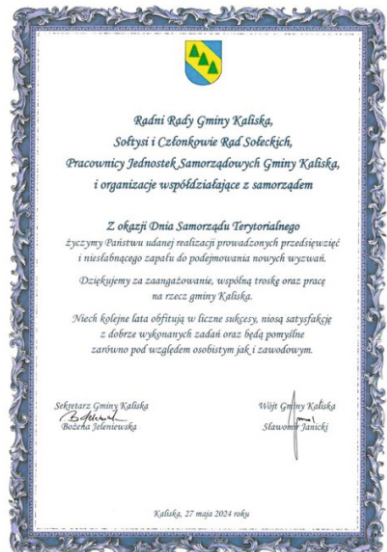 Radni Rady Gminy Kaliska,
Sołtysi i Członkowie Rad Sołeckich,
Pracownicy Jednostek Samorządowych Gminy Kaliska,
i organizacje współdziałające z samorządem
Z okazji Dnia Samorządu Terytorialnego
życzymy Państwu udanej realizacji prowadzonych przedsięwzięć
i niesłabnącego zapału do podejmowania nowych wyzwań.
Dziękujemy za zaangażowanie, wspólną troskę oraz pracę
na rzecz gminy Kaliska.
Niech kolejne lata obfitują w liczne sukcesy, niosą satysfakcję
z dobrze wykonanych zadań oraz będą pomyślne
zarówno pod względem osobistym jak i zawodowym.
Sekretarz Gminy Kaliska
Bożena Jeleniewska
Wójt Gminy Kaliska
Sławomir Janicki
Kaliska, 27 maja 2024 roku